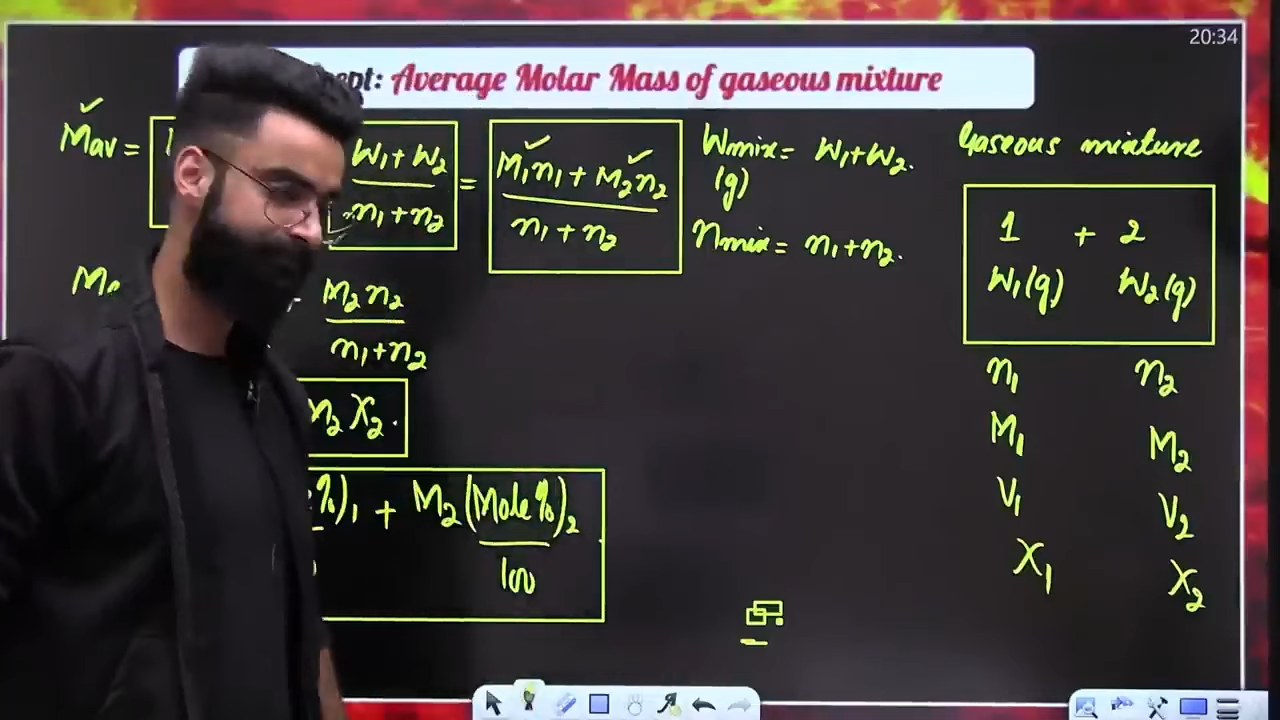 20:34
Average Molar Mass of gaseous mixture
Mav = W1+W2 / n1+n2 = M1n1 + M2n2 / n1+n2
Wmix = W1+W2.
(g)
nmix = n1+n2.
M2n2 / n1+n2
X2.
%)1 + M2(Mole%)2 / 100
Gaseous mixture
1 + 2
W1(g) W2(g)
n1 n2
M1 M2
V1 V2
X1 X2